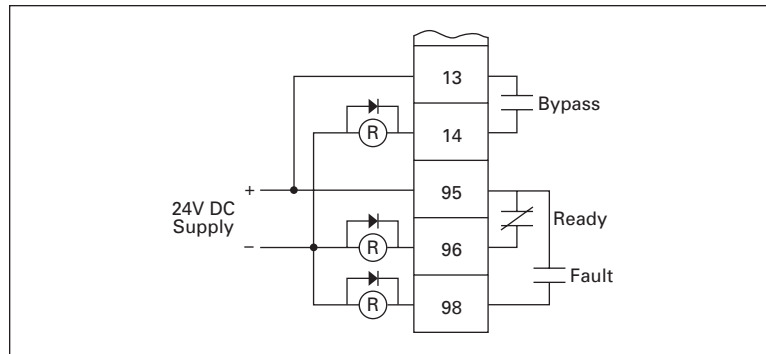 13
Bypass
R
14
+
95
24V DC
Supply
Ready
−
R
96
Fault
R
98